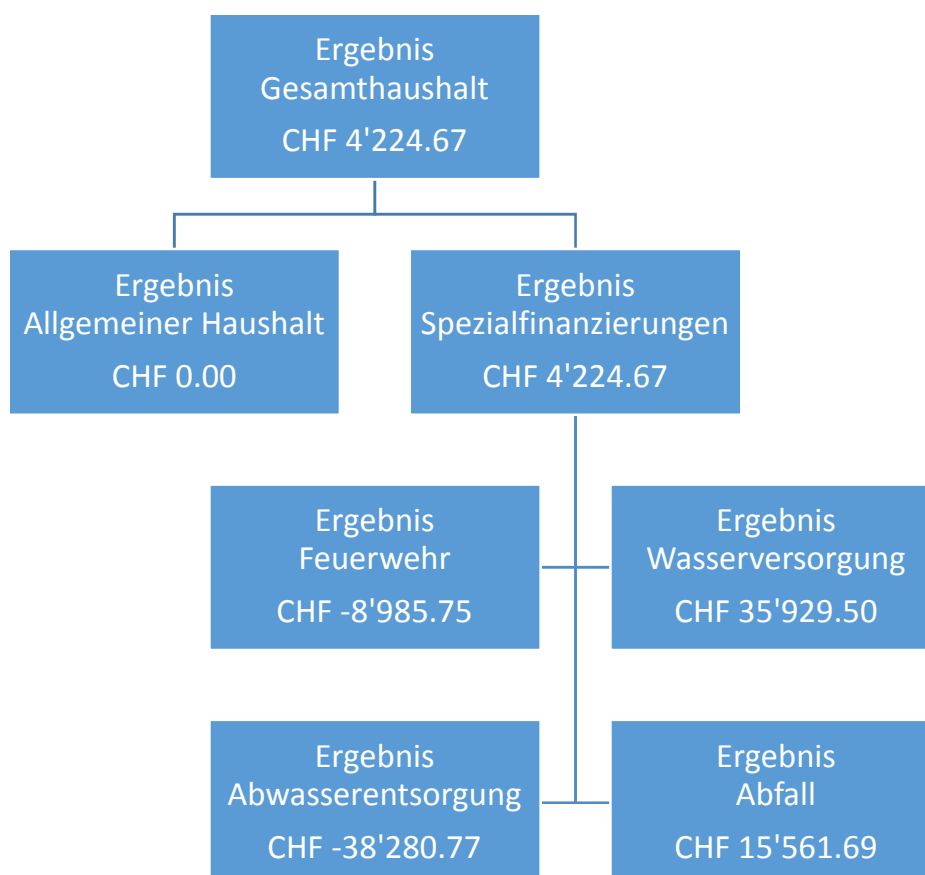 Ergebnis
Gesamthaushalt
CHF 4'224.67
Ergebnis
Allgemeiner Haushalt
CHF 0.00
Ergebnis
Spezialfinanzierungen
CHF 4'224.67
Ergebnis
Feuerwehr
CHF -8'985.75
Ergebnis
Wasserversorgung
CHF 35'929.50
Ergebnis
Abwasserentsorgung
CHF -38'280.77
Ergebnis
Abfall
CHF 15'561.69